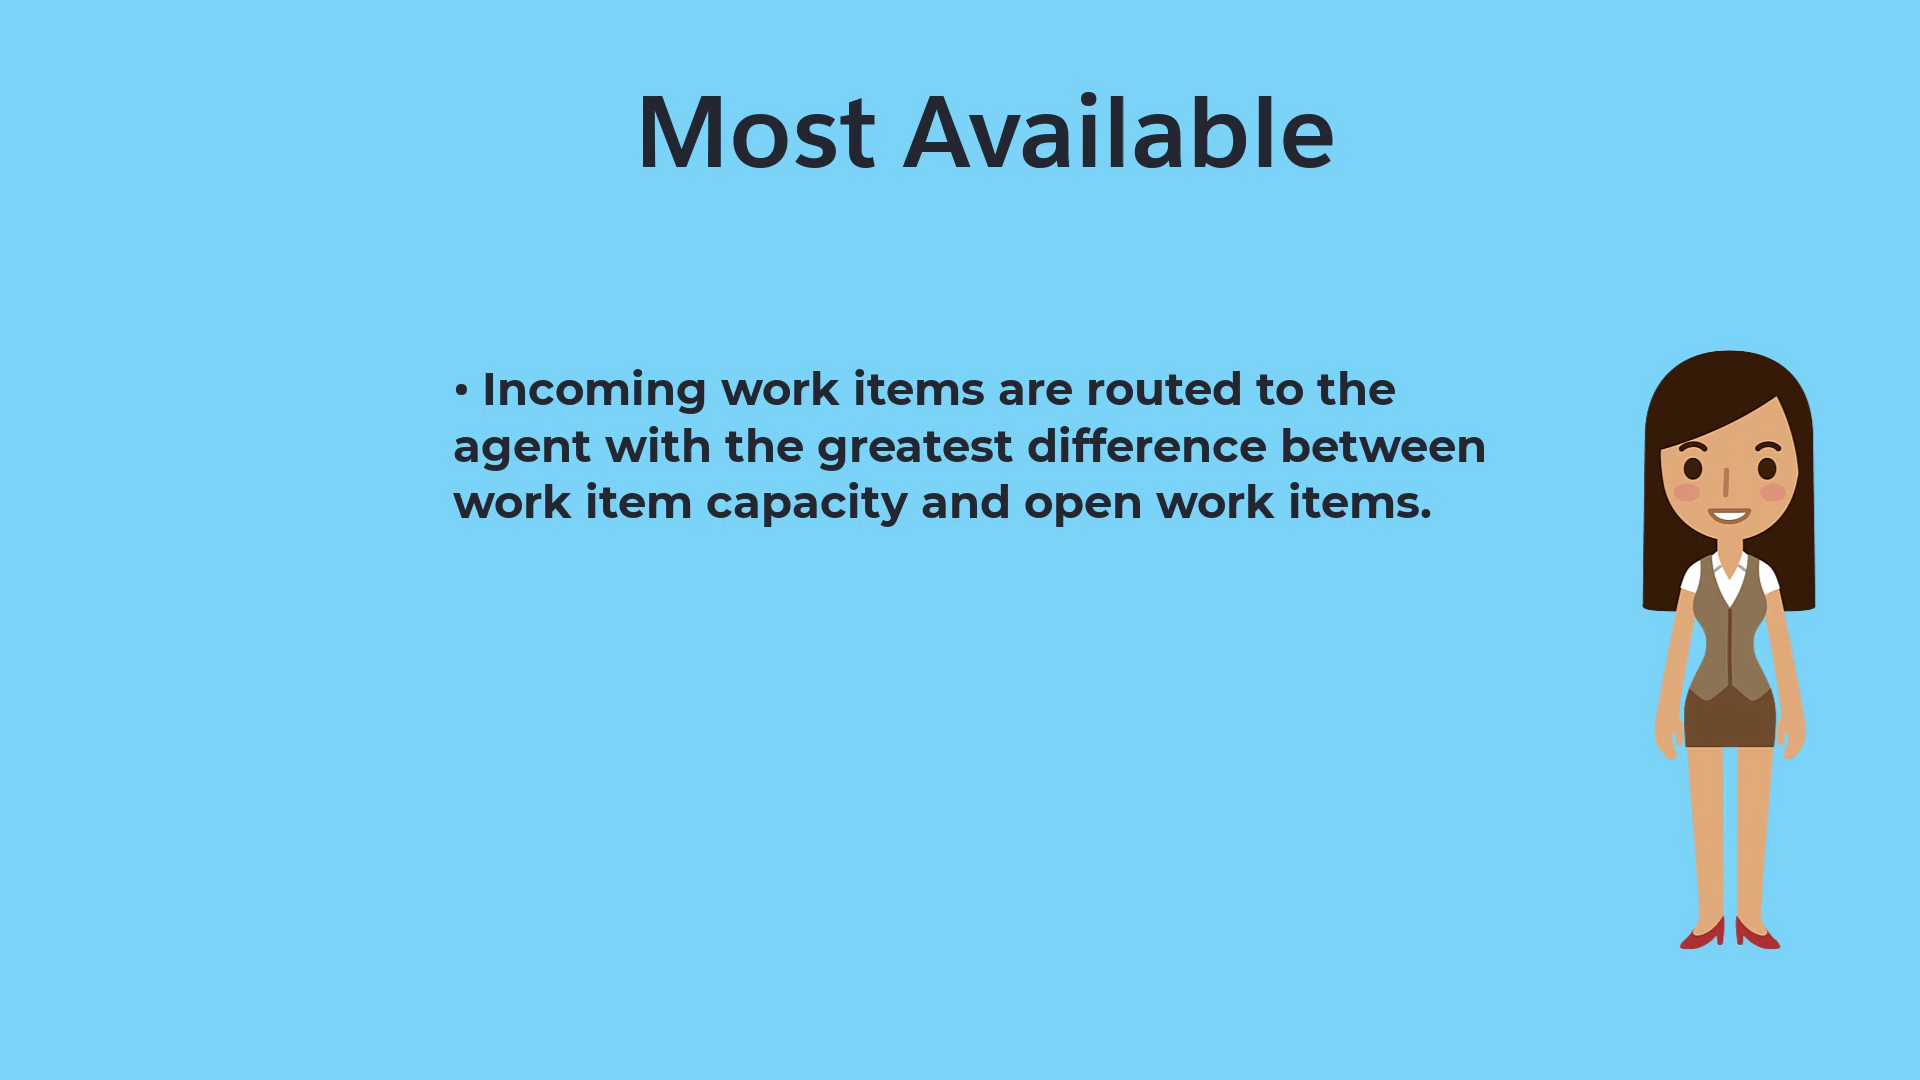 Most Available
• Incoming work items are routed to the
agent with the greatest difference between
work item capacity and open work items.